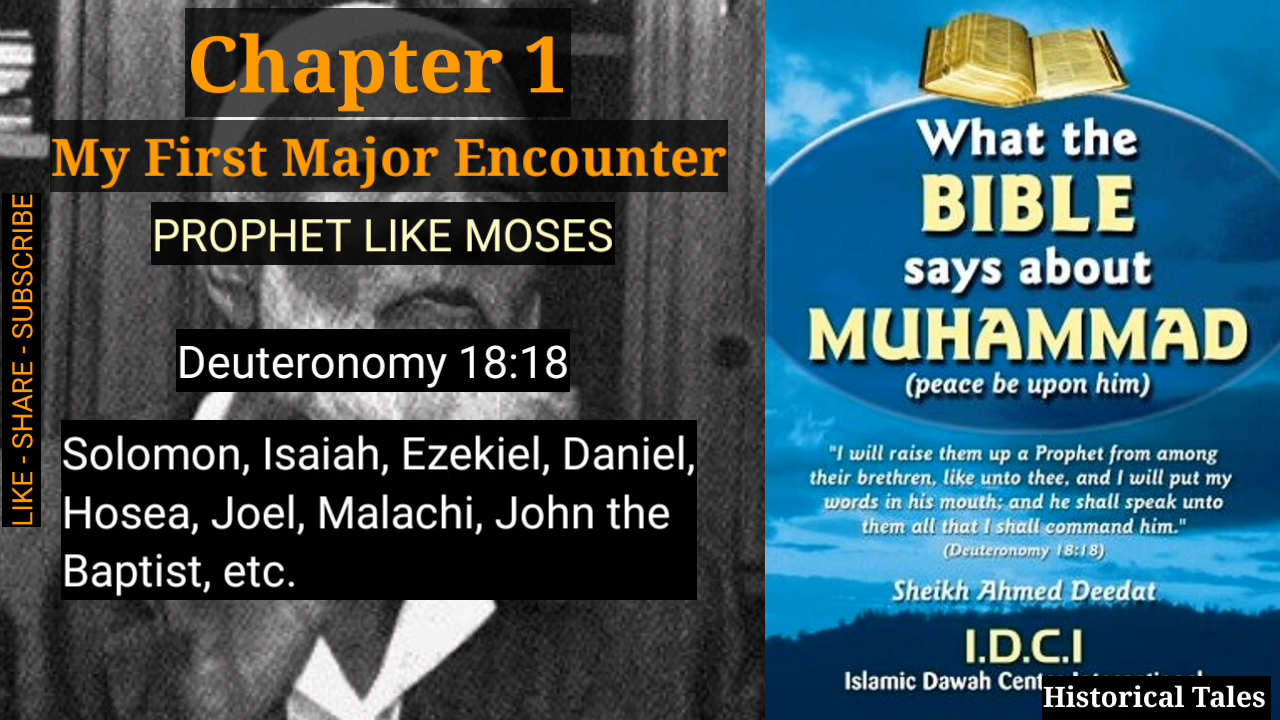 Chapter 1
My First Major Encounter
PROPHET LIKE MOSES
Deuteronomy 18:18
Solomon, Isaiah, Ezekiel, Daniel,
Hosea, Joel, Malachi, John the
Baptist, etc.
LIKE - SHARE - SUBSCRIBE
What the
BIBLE
says about
MUHAMMAD
(peace be upon him)
"I will raise them up a Prophet from among
their brethren, like unto thee, and I will put my
words in his mouth; and he shall speak unto
them all that I shall command him."
(Deuteronomy 18:18)
Sheikh Ahmed Deedat
I.D.C.I
Islamic Dawah
Historical Tales